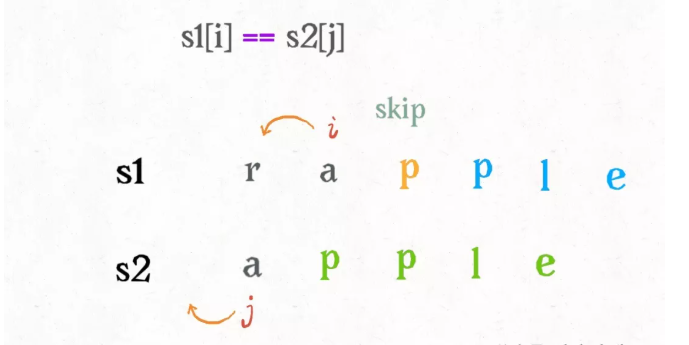 s1[i] == s2[j]
skip
i
s1 r a p p l e
s2 a p p l e
j